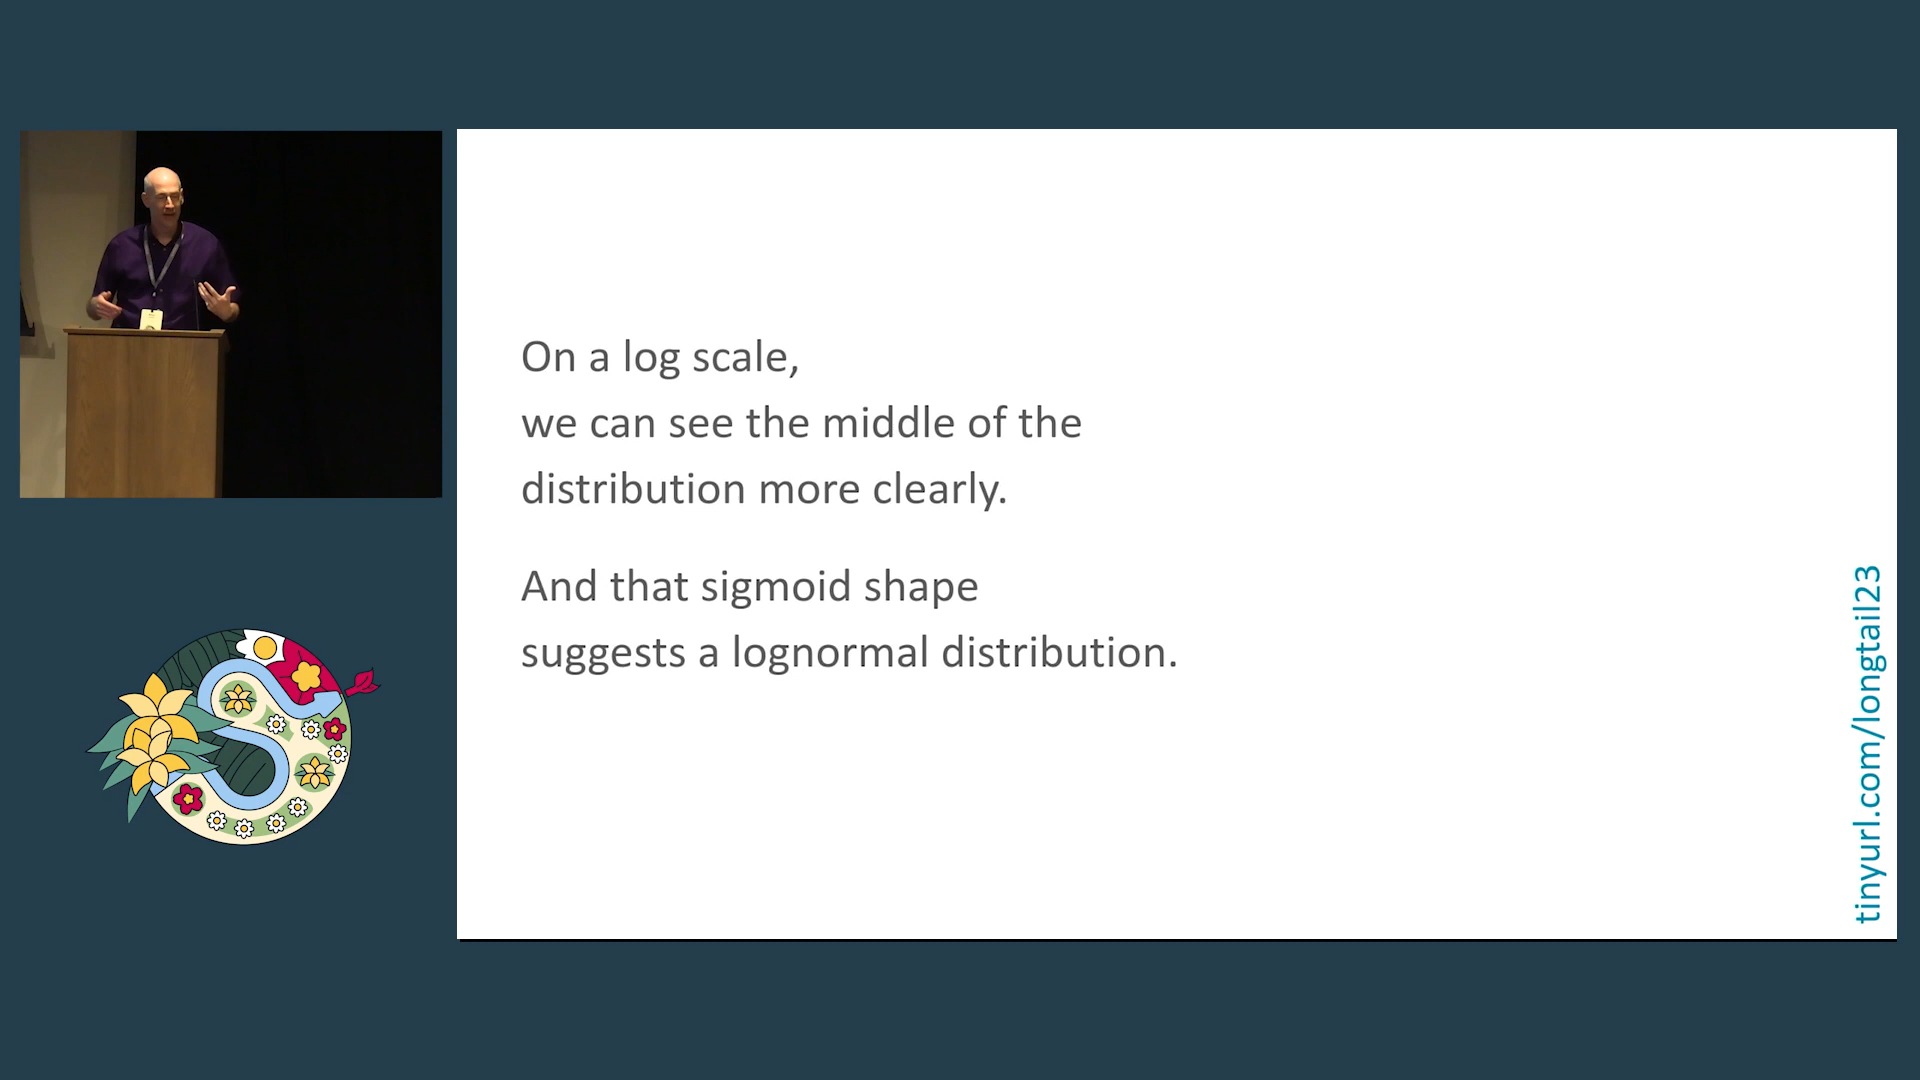 On a log scale,
we can see the middle of the
distribution more clearly.
And that sigmoid shape
suggests a lognormal distribution.
tinyurl.com/longtail23